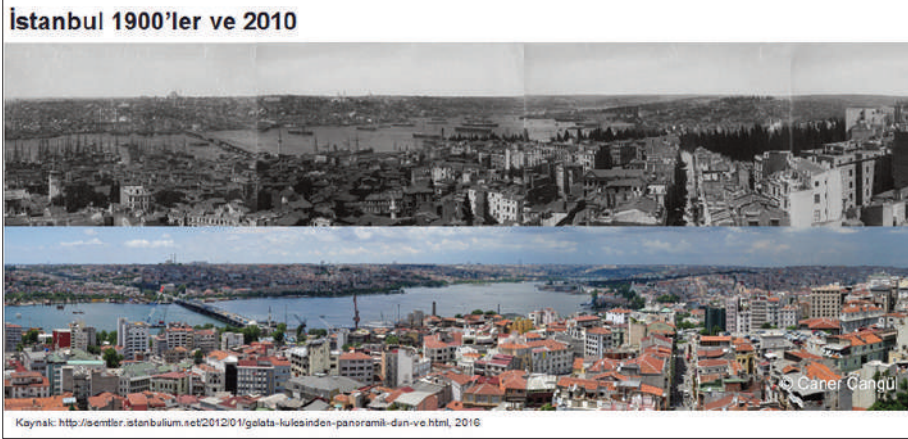 İstanbul 1900'ler ve 2010
© Caner Cangül
Kaynak: http://semtler.istanbulium.net/2012/01/galata-kulesinden-panoramik-dun-ve.html, 2016